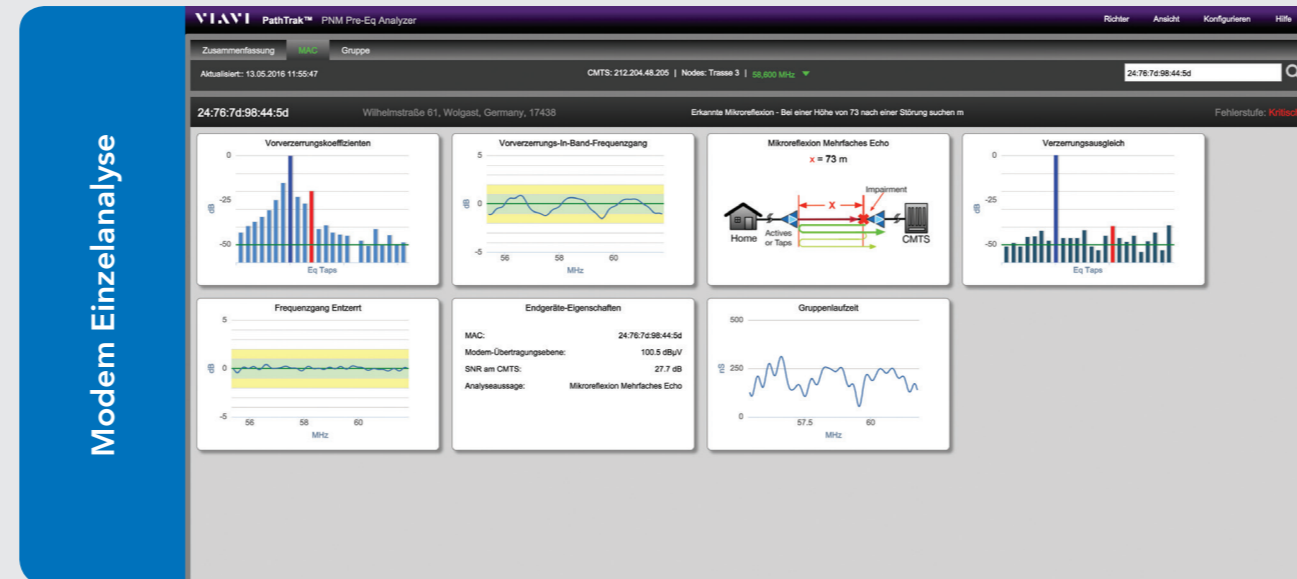 Modem Einzelanalyse
VIAVI PathTrak™ PNM Pre-Eq Analyzer
Richter Ansicht Konfigurieren Hilfe
Zusammenfassung MAC Gruppe
Aktualisiert:: 13.05.2016 11:55:47
CMTS: 212.204.48.205 | Nodes: Trasse 3 | 58,600 MHz
24:76:7d:98:44:5d
24:76:7d:98:44:5d
Wilhelmstraße 61, Wolgast, Germany, 17438
Erkannte Mikroreflexion - Bei einer Höhe von 73 nach einer Störung suchen m
Fehlerstufe: Kritisch
Vorverzerrungskoeffizienten
0
-25
-50
dB
Eq Taps
Vorverzerrungs-In-Band-Frequenzgang
5
0
-5
dB
56 58 60
MHz
Mikroreflexion Mehrfaches Echo
x = 73 m
Impairment
X
Home
Actives
or Taps
CMTS
Verzerrungsausgleich
0
-25
-50
dB
Eq Taps
Frequenzgang Entzerrt
5
0
-5
dB
56 58 60
MHz
Endgeräte-Eigenschaften
MAC: 24:76:7d:98:44:5d
Modem-Übertragungsebene: 100.5 dBµV
SNR am CMTS: 27.7 dB
Analyseaussage: Mikroreflexion Mehrfaches Echo
Gruppenlaufzeit
500
250
0
nS
57.5 60
MHz